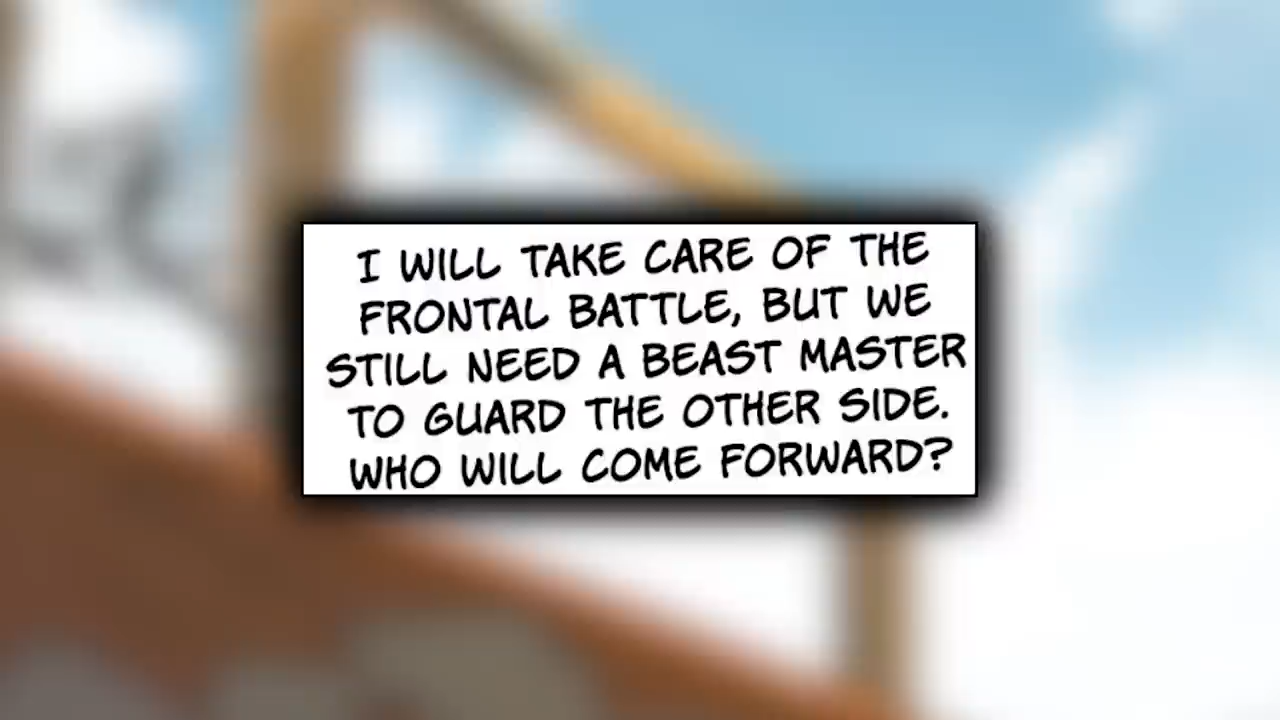 I WILL TAKE CARE OF THE
FRONTAL BATTLE, BUT WE
STILL NEED A BEAST MASTER
TO GUARD THE OTHER SIDE.
WHO WILL COME FORWARD?